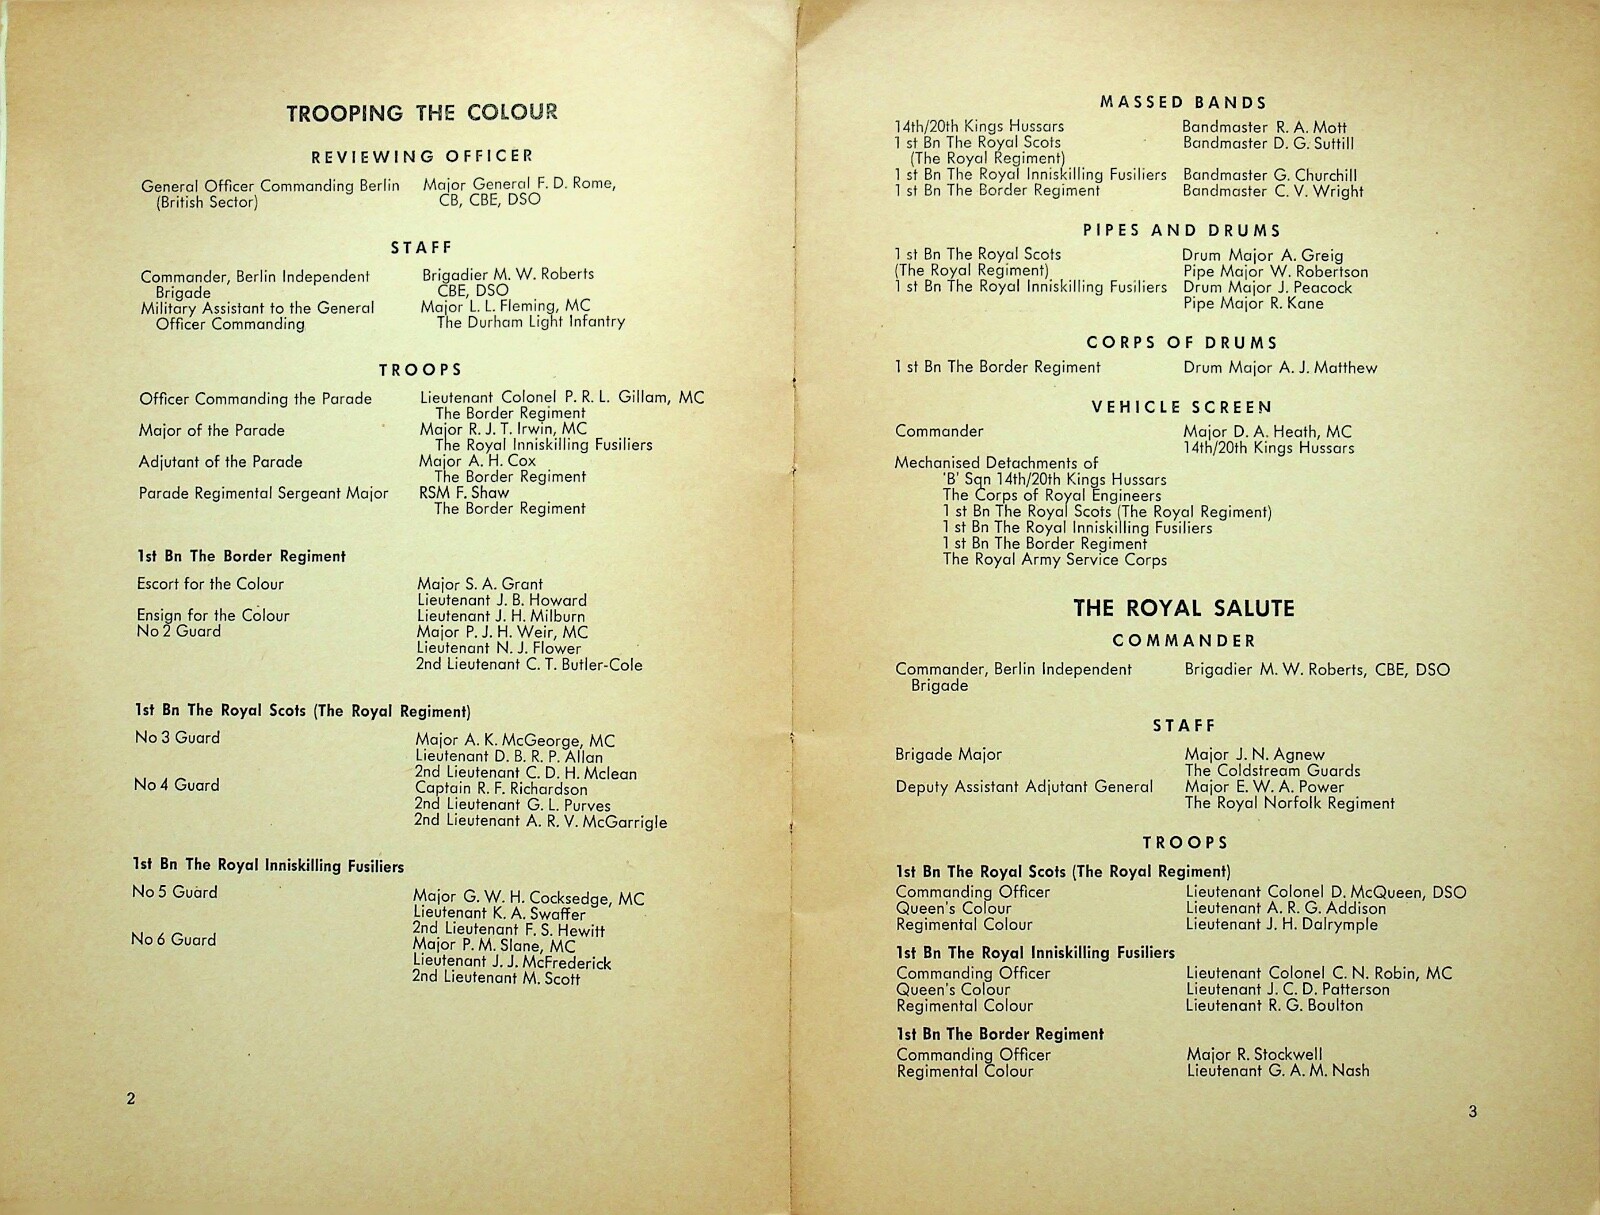 TROOPING THE COLOUR
REVIEWING OFFICER
General Officer Commanding Berlin Major General F. D. Rome,
(British Sector) CB, CBE, DSO
STAFF
Commander, Berlin Independent Brigadier M. W. Roberts
Brigade CBE, DSO
Military Assistant to the General Major L. L. Fleming, MC
Officer Commanding The Durham Light Infantry
TROOPS
Officer Commanding the Parade Lieutenant Colonel P. R. L. Gillam, MC
The Border Regiment
Major of the Parade Major R. J. T. Irwin, MC
The Royal Inniskilling Fusiliers
Adjutant of the Parade Major A. H. Cox
The Border Regiment
Parade Regimental Sergeant Major RSM F. Shaw
The Border Regiment
1st Bn The Border Regiment
Escort for the Colour Major S. A. Grant
Lieutenant J. B. Howard
Ensign for the Colour Lieutenant J. H. Milburn
No 2 Guard Major P. J. H. Weir, MC
Lieutenant N. J. Flower
2nd Lieutenant C. T. Butler-Cole
1st Bn The Royal Scots (The Royal Regiment)
No 3 Guard Major A. K. McGeorge, MC
Lieutenant D. B. R. P. Allan
2nd Lieutenant C. D. H. Mclean
No 4 Guard Captain R. F. Richardson
2nd Lieutenant G. L. Purves
2nd Lieutenant A. R. V. McGarrigle
1st Bn The Royal Inniskilling Fusiliers
No 5 Guard Major G. W. H. Cocksedge, MC
Lieutenant K. A. Swaffer
2nd Lieutenant F. S. Hewitt
No 6 Guard Major P. M. Slane, MC
Lieutenant J. J. McFrederick
2nd Lieutenant M. Scott
2
MASSED BANDS
14th/20th Kings Hussars Bandmaster R. A. Mott
1 st Bn The Royal Scots Bandmaster D. G. Suttill
(The Royal Regiment)
1 st Bn The Royal Inniskilling Fusiliers Bandmaster G. Churchill
1 st Bn The Border Regiment Bandmaster C. V. Wright
PIPES AND DRUMS
1 st Bn The Royal Scots Drum Major A. Greig
(The Royal Regiment) Pipe Major W. Robertson
1 st Bn The Royal Inniskilling Fusiliers Drum Major J. Peacock
Pipe Major R. Kane
CORPS OF DRUMS
1 st Bn The Border Regiment Drum Major A. J. Matthew
VEHICLE SCREEN
Commander Major D. A. Heath, MC
14th/20th Kings Hussars
Mechanised Detachments of
'B' Sqn 14th/20th Kings Hussars
The Corps of Royal Engineers
1 st Bn The Royal Scots (The Royal Regiment)
1 st Bn The Royal Inniskilling Fusiliers
1 st Bn The Border Regiment
The Royal Army Service Corps
THE ROYAL SALUTE
COMMANDER
Commander, Berlin Independent Brigadier M. W. Roberts, CBE, DSO
Brigade
STAFF
Brigade Major Major J. N. Agnew
The Coldstream Guards
Deputy Assistant Adjutant General Major E. W. A. Power
The Royal Norfolk Regiment
TROOPS
1st Bn The Royal Scots (The Royal Regiment)
Commanding Officer Lieutenant Colonel D. McQueen, DSO
Queen's Colour Lieutenant A. R. G. Addison
Regimental Colour Lieutenant J. H. Dalrymple
1st Bn The Royal Inniskilling Fusiliers
Commanding Officer Lieutenant Colonel C. N. Robin, MC
Queen's Colour Lieutenant J. C. D. Patterson
Regimental Colour Lieutenant R. G. Boulton
1st Bn The Border Regiment
Commanding Officer Major R. Stockwell
Regimental Colour Lieutenant G. A. M. Nash
3